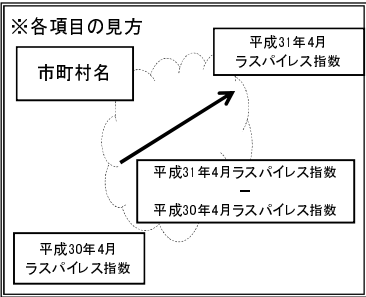 ※各項目の見方
平成31年4月
ラスパイレス指数
市町村名
平成31年4月ラスパイレス指数
－
平成30年4月ラスパイレス指数
平成30年4月
ラスパイレス指数